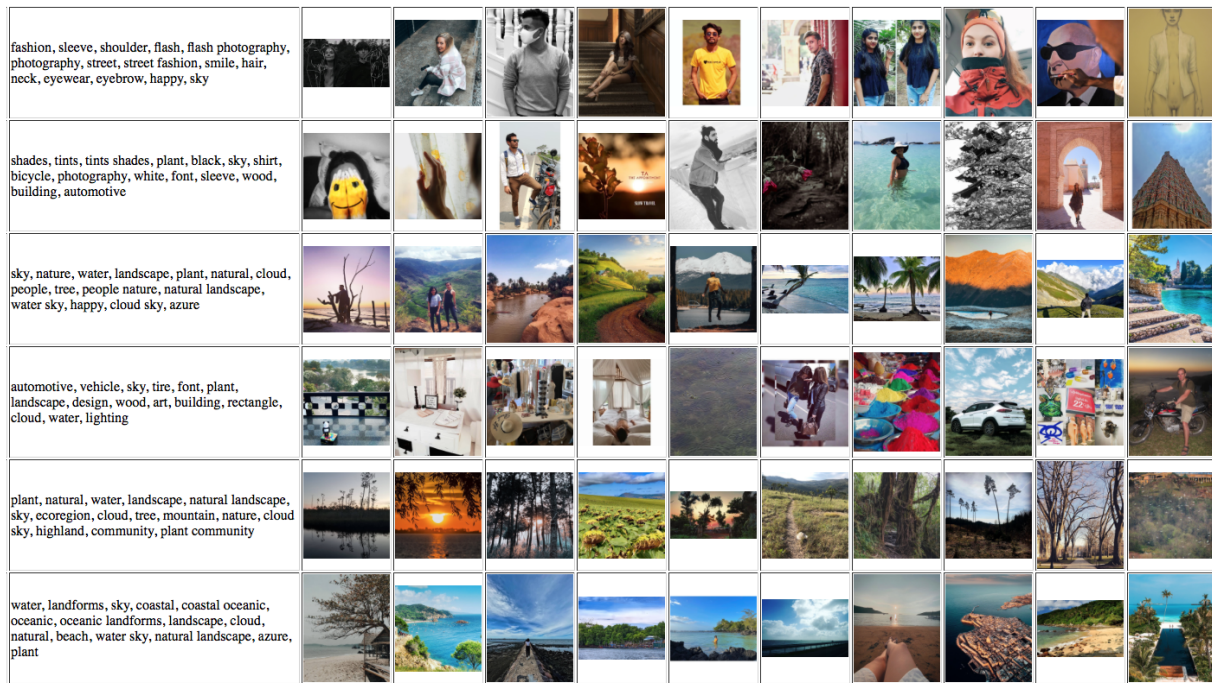 fashion, sleeve, shoulder, flash, flash photography,
photography, street, street fashion, smile, hair,
neck, eyewear, eyebrow, happy, sky
shades, tints, tints shades, plant, black, sky, shirt,
bicycle, photography, white, font, sleeve, wood,
building, automotive
sky, nature, water, landscape, plant, natural, cloud,
people, tree, people nature, natural landscape,
water sky, happy, cloud sky, azure
automotive, vehicle, sky, tire, font, plant,
landscape, design, wood, art, building, rectangle,
cloud, water, lighting
plant, natural, water, landscape, natural landscape,
sky, ecoregion, cloud, tree, mountain, nature, cloud
sky, highland, community, plant community
water, landforms, sky, coastal, coastal oceanic,
oceanic, oceanic landforms, landscape, cloud,
natural, beach, water sky, natural landscape, azure,
plant